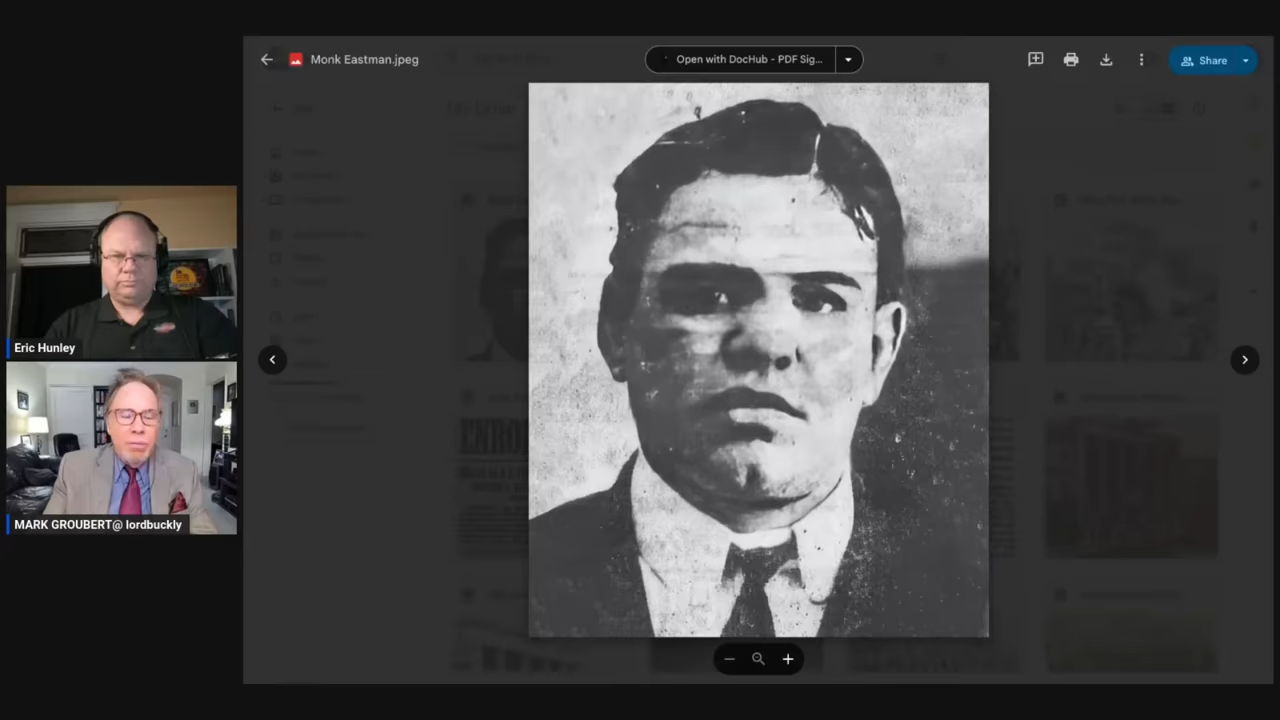 Monk Eastman.jpeg
Open with DocHub - PDF Sig...
Share
Eric Hunley
MARK GROUBERT@ lordbuckly